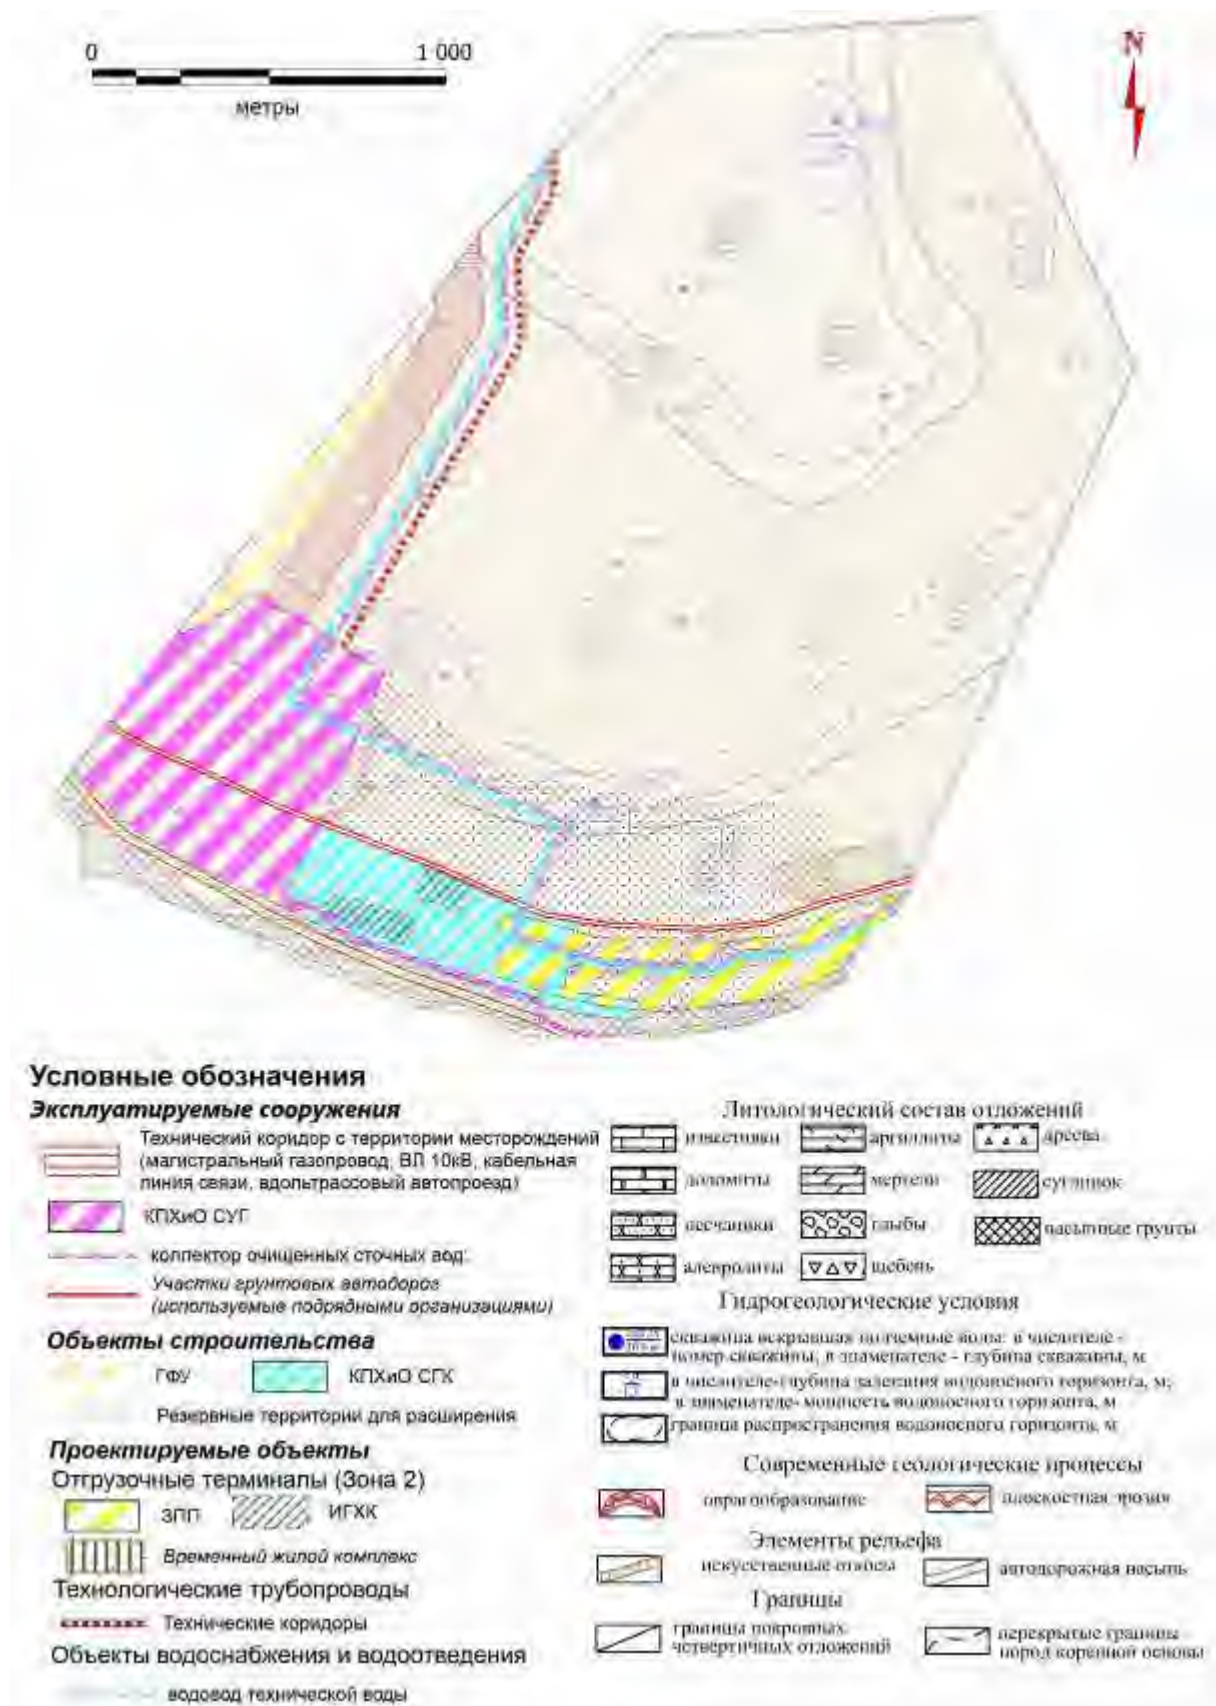 0 1 000
метры
N
Условные обозначения
Эксплуатируемые сооружения
Технический коридор с территории месторождений
(магистральный газопровод, ВЛ 10кВ, кабельная
линия связи, вдольтрассовый автопроезд)
КПХиО СУГ
коллектор очищенных сточных вод
Участки грунтовых автодорог
(используемые подрядными организациями)
Объекты строительства
ГФУ КПХиО СГК
Резервные территории для расширения
Проектируемые объекты
Отгрузочные терминалы (Зона 2)
ЗПП ИГХК
Временный жилой комплекс
Технологические трубопроводы
Технические коридоры
Объекты водоснабжения и водоотведения
водовод технической воды
Литологический состав отложений
известняки аргиллиты дресва
доломиты мергели суглинок
песчаники глыбы насыпные грунты
алевролиты щебень
Гидрогеологические условия
скважина вскрывшая подземные воды: в числителе -
номер скважины, в знаменателе - глубина скважины, м
в числителе-глубина залегания водоносного горизонта, м;
в знаменателе- мощность водоносного горизонта, м
граница распространения водоносного горизонта, м
Современные геологические процессы
оврагообразование плоскостная эрозия
Элементы рельефа
искусственные откосы автодорожная насыпь
Границы
границы покровных
четвертичных отложений
перекрытые границы
пород коренной основы